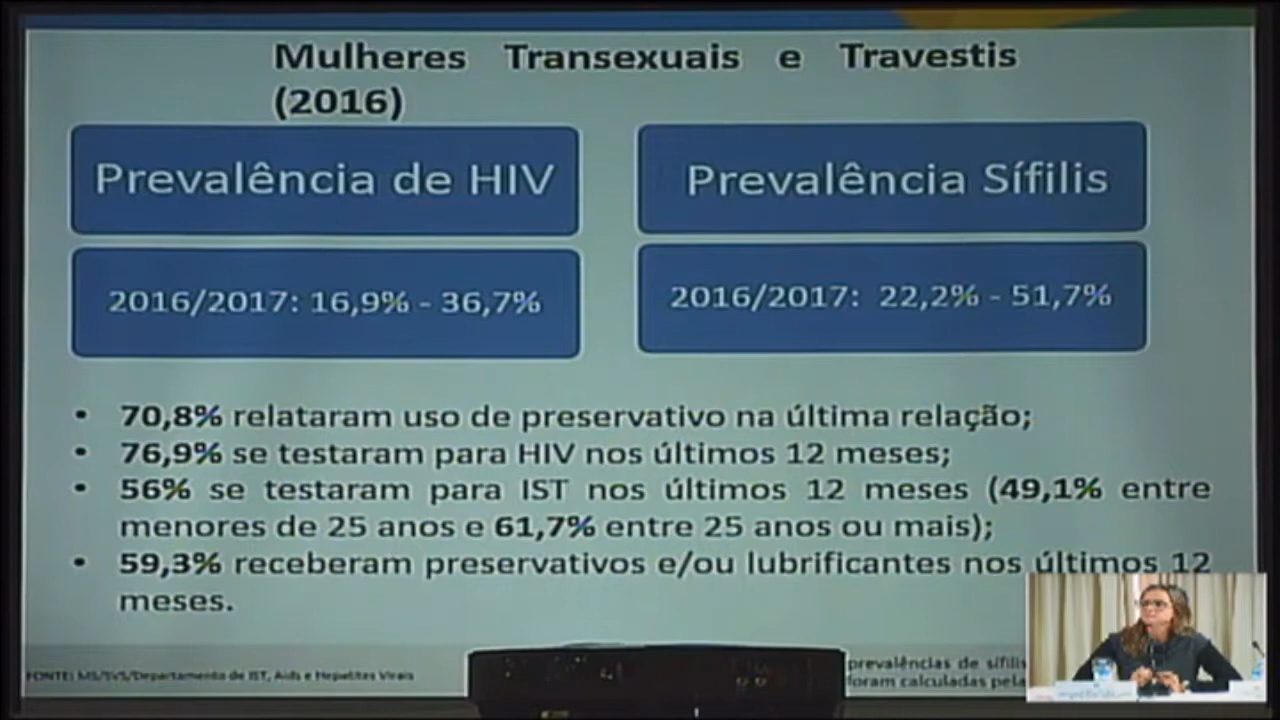 Mulheres Transexuais e Travestis
(2016)
Prevalência de HIV
Prevalência Sífilis
2016/2017: 16,9% - 36,7%
2016/2017: 22,2% - 51,7%
• 70,8% relataram uso de preservativo na última relação;
• 76,9% se testaram para HIV nos últimos 12 meses;
• 56% se testaram para IST nos últimos 12 meses (49,1% entre
menores de 25 anos e 61,7% entre 25 anos ou mais);
• 59,3% receberam preservativos e/ou lubrificantes nos últimos 12
meses.
FONTE: MS/SVS/Departamento de IST, Aids e Hepatites Virais
prevalências de sífilis
foram calculadas pela